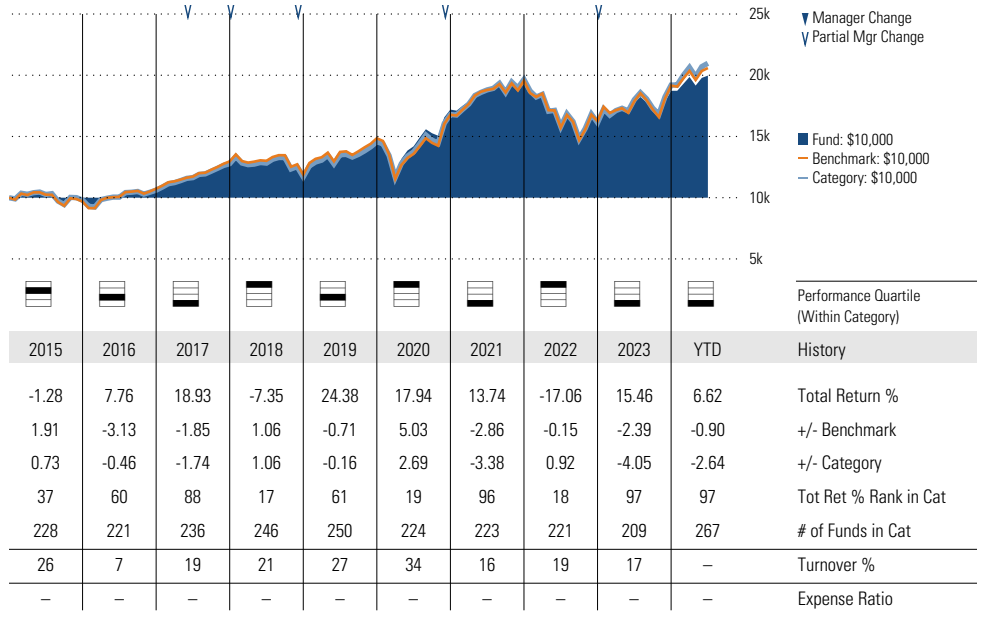 25k
Manager Change
Partial Mgr Change
20k
15k
Fund: $10,000
Benchmark: $10,000
Category: $10,000
10k
5k
Performance Quartile
(Within Category)
2015 2016 2017 2018 2019 2020 2021 2022 2023 YTD History
-1.28 7.76 18.93 -7.35 24.38 17.94 13.74 -17.06 15.46 6.62 Total Return %
1.91 -3.13 -1.85 1.06 -0.71 5.03 -2.86 -0.15 -2.39 -0.90 +/- Benchmark
0.73 -0.46 -1.74 1.06 -0.16 2.69 -3.38 0.92 -4.05 -2.64 +/- Category
37 60 88 17 61 19 96 18 97 97 Tot Ret % Rank in Cat
228 221 236 246 250 224 223 221 209 267 # of Funds in Cat
26 7 19 21 27 34 16 19 17 – Turnover %
– – – – – – – – – – Expense Ratio